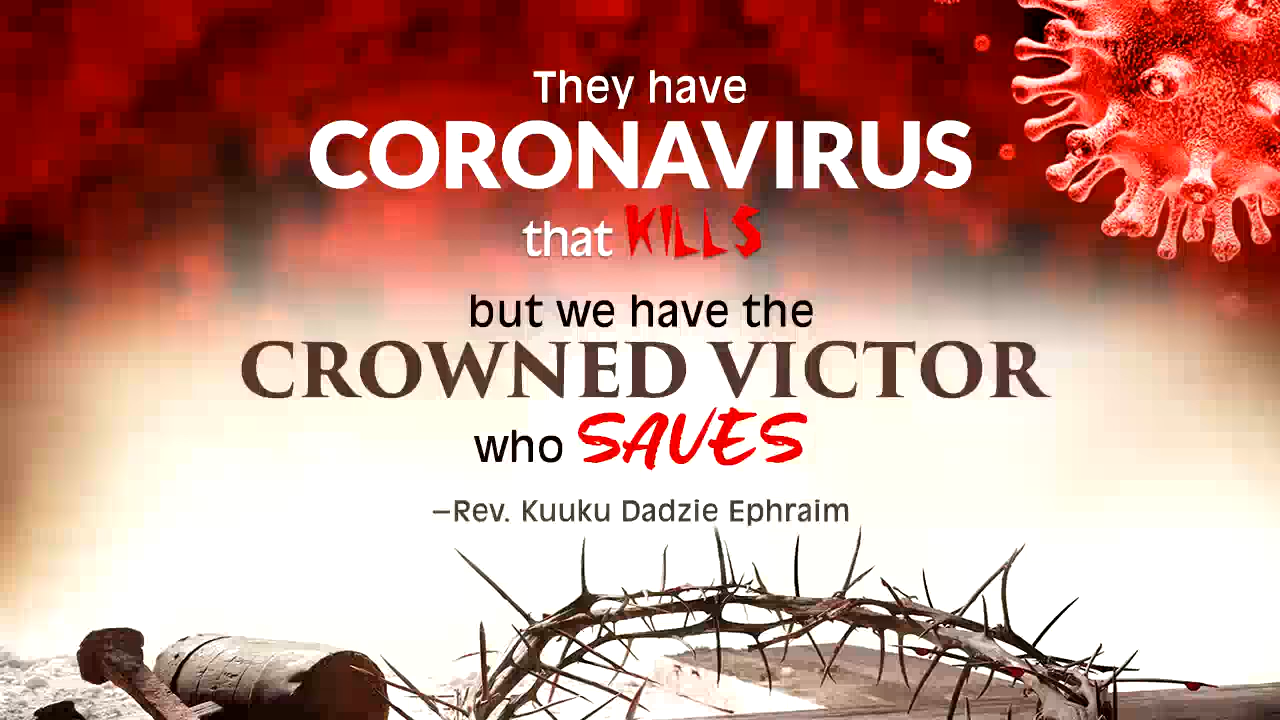 They have
CORONAVIRUS
that KILLS
but we have the
CROWNED VICTOR
who SAVES
–Rev. Kuuku Dadzie Ephraim